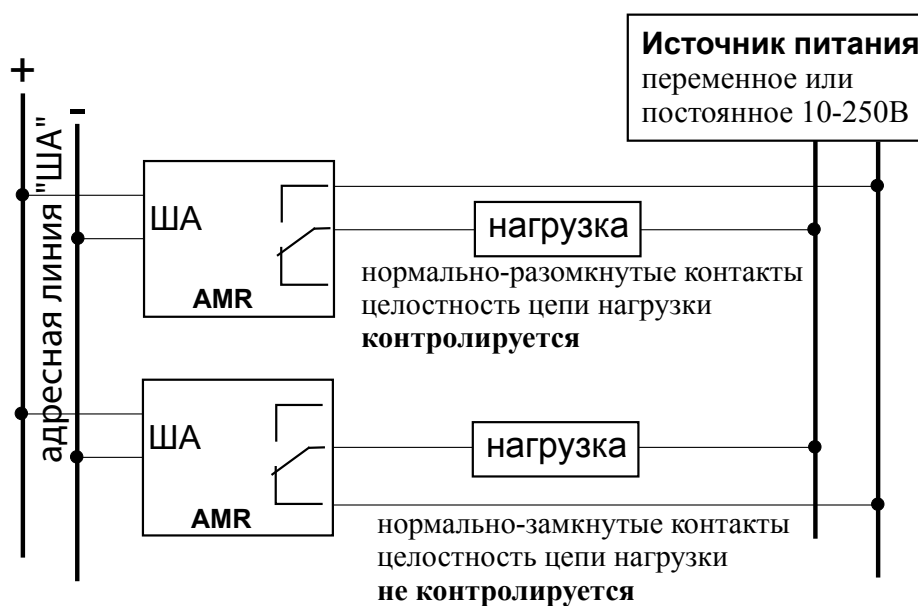 Источник питания
переменное или
постоянное 10-250В
+
-
адресная линия "ША"
ША
AMR
нагрузка
нормально-разомкнутые контакты
целостность цепи нагрузки
контролируется
ША
AMR
нагрузка
нормально-замкнутые контакты
целостность цепи нагрузки
не контролируется